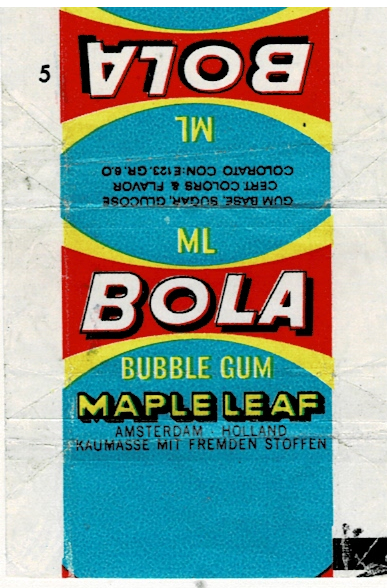 5
BOLA
ML
COLORATO CON:E123.GR.6.0
CERT COLORS & FLAVOR
GUM BASE, SUGAR, GLUCOSE
ML
BOLA
BUBBLE GUM
MAPLE LEAF
AMSTERDAM - HOLLAND
KAUMASSE MIT FREMDEN STOFFEN